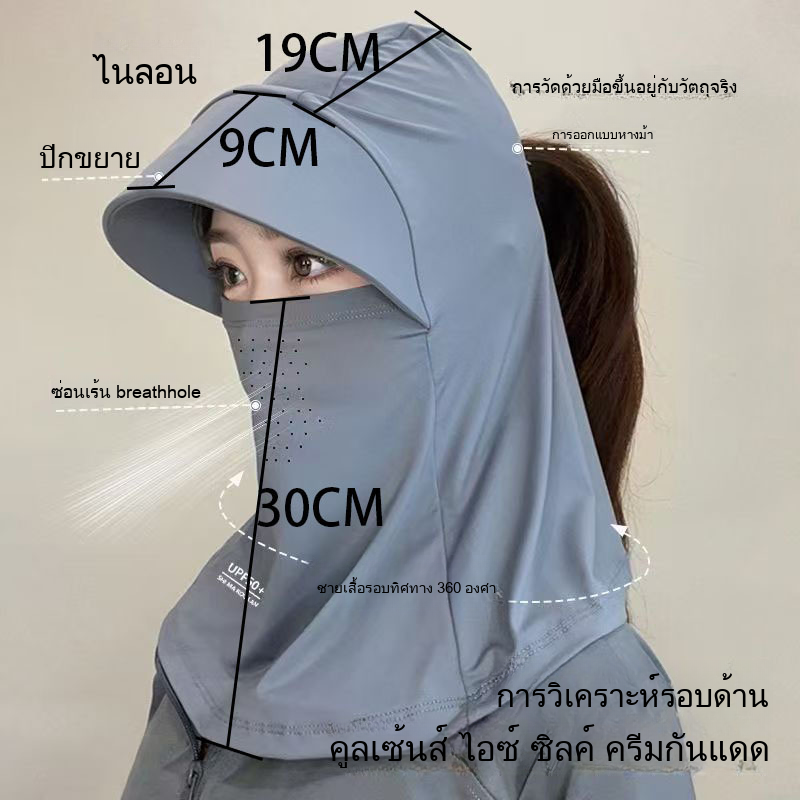 19CM
ไนลอน
การวัดด้วยมือขึ้นอยู่กับวัตถุจริง
9CM
การออกแบบหางม้า
ปีกขยาย
ซ่อนเร้น breathhole
30CM
UPF50+
ชายเสื้อรอบทิศทาง 360 องศา
การวิเคราะห์รอบด้าน
คูลเซ้นส์ ไอซ์ ซิลค์ ครีมกันแดด